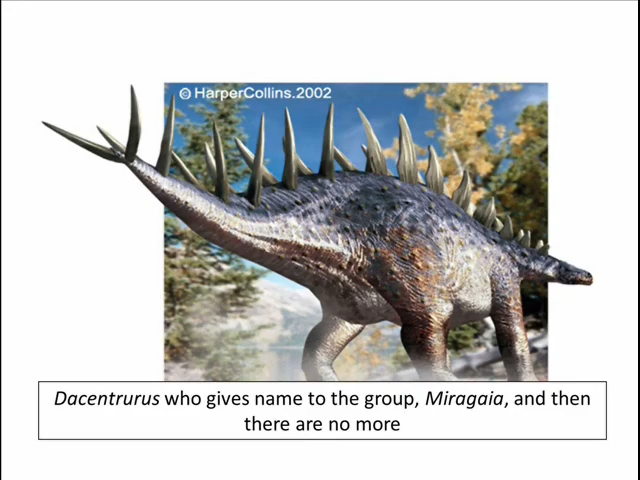 © HarperCollins.2002
Dacentrurus who gives name to the group, Miragaia, and then
there are no more